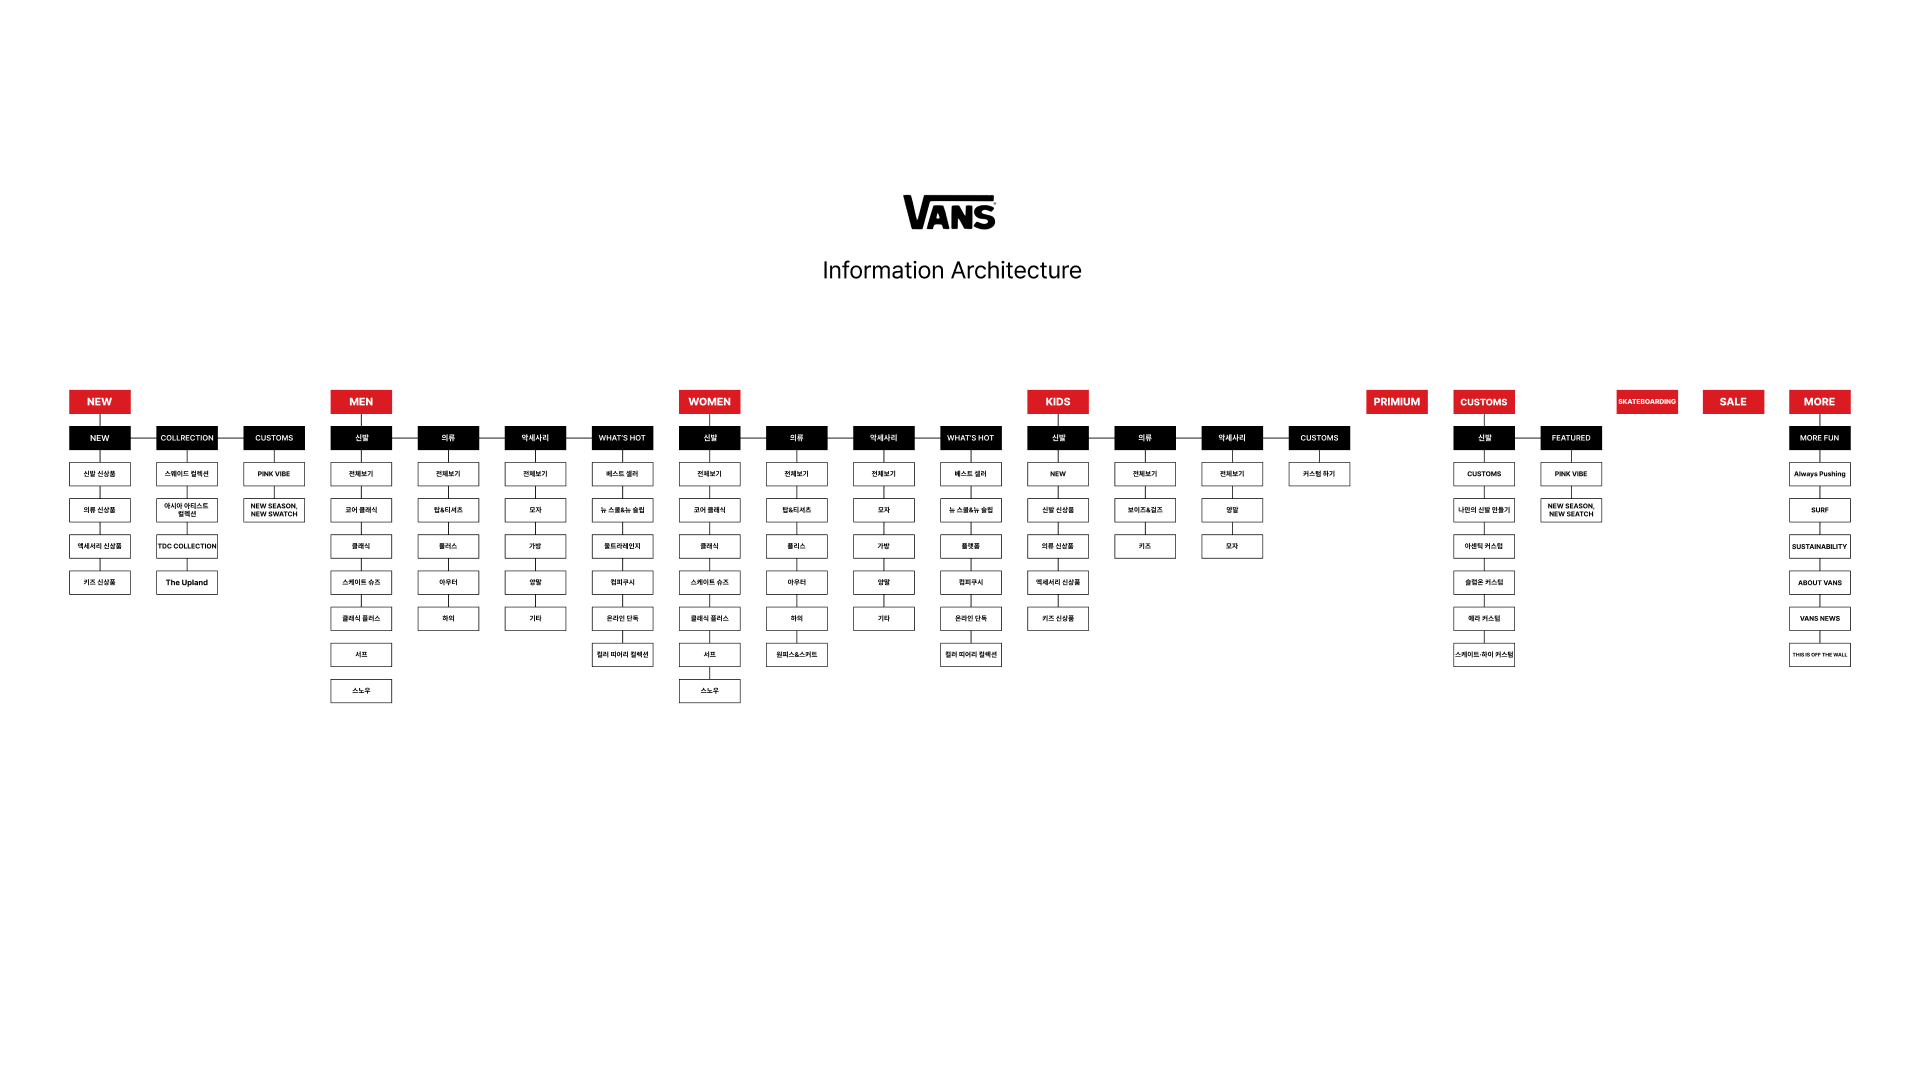 VANS
Information Architecture
NEW
MEN
WOMEN
KIDS
PRIMIUM
CUSTOMS
SKATEBOARDING
SALE
MORE
NEW
COLLRECTION
CUSTOMS
신발
의류
악세사리
WHAT'S HOT
신발
의류
악세사리
WHAT'S HOT
신발
의류
악세사리
CUSTOMS
신발
FEATURED
MORE FUN
신발 신상품
스웨이드 컬렉션
PINK VIBE
전체보기
전체보기
전체보기
베스트 셀러
전체보기
전체보기
전체보기
베스트 셀러
NEW
전체보기
전체보기
커스텀 하기
CUSTOMS
PINK VIBE
Always Pushing
의류 신상품
아시아 아티스트
컬렉션
NEW SEASON,
NEW SWATCH
코어 클래식
탑&티셔츠
모자
뉴 스쿨&뉴 슬립
코어 클래식
탑&티셔츠
모자
뉴 스쿨&뉴 슬립
신발 신상품
보이즈&걸즈
양말
나만의 신발 만들기
NEW SEASON,
NEW SEATCH
SURF
액세서리 신상품
TDC COLLECTION
클래식
플러스
가방
울트라레인지
클래식
플리스
가방
플랫폼
의류 신상품
키즈
모자
어센틱 커스텀
SUSTAINABILITY
키즈 신상품
The Upland
스케이트 슈즈
아우터
양말
컴피쿠시
스케이트 슈즈
아우터
양말
컴피쿠시
액세서리 신상품
슬립온 커스텀
ABOUT VANS
클래식 플러스
하의
기타
온라인 단독
클래식 플러스
하의
기타
온라인 단독
키즈 신상품
에라 커스텀
VANS NEWS
서프
컬러 띠어리 컬렉션
서프
원피스&스커트
컬러 띠어리 컬렉션
스케이트-하이 커스텀
THIS IS OFF THE WALL
스노우
스노우